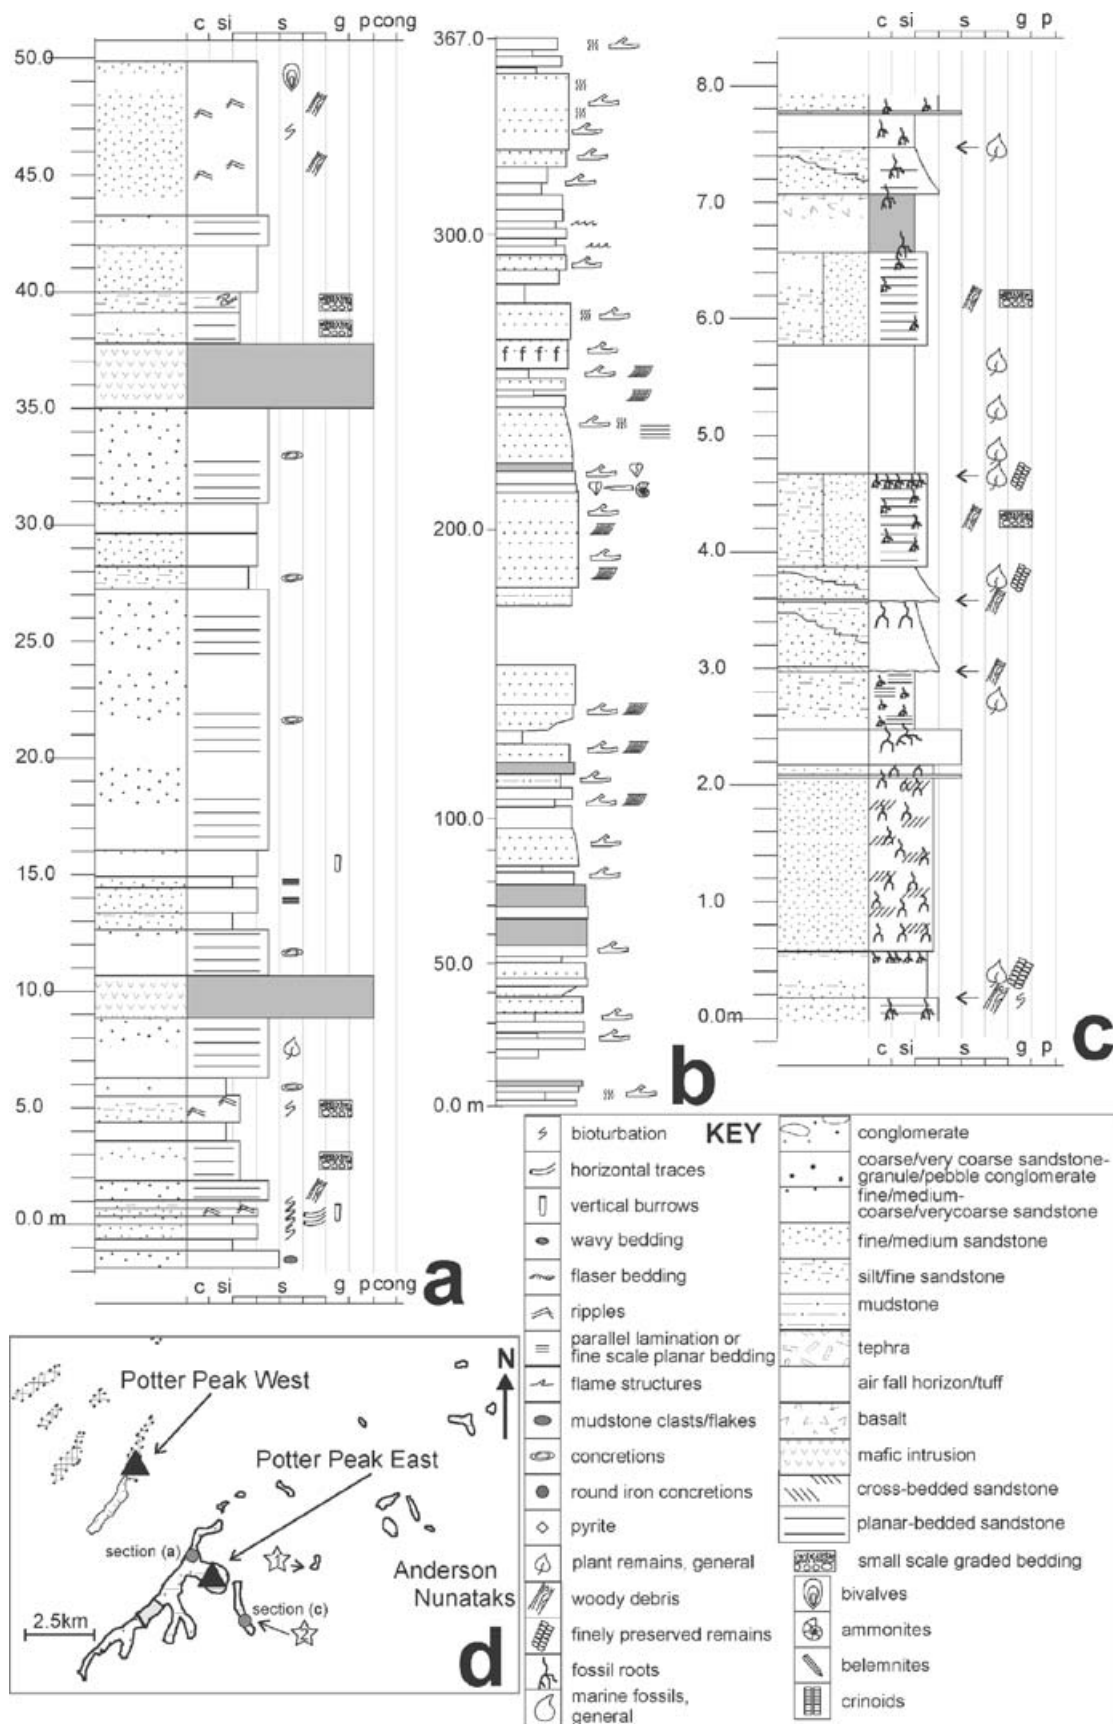 c si s g p cong
50.0
45.0
40.0
35.0
30.0
25.0
20.0
15.0
10.0
5.0
0.0 m
c si s g p cong
a
367.0
300.0
f f f f
200.0
100.0
50.0
0.0 m
b
c si s g p
8.0
7.0
6.0
5.0
4.0
3.0
2.0
1.0
0.0m
c si s g p
c
KEY
bioturbation
horizontal traces
vertical burrows
wavy bedding
flaser bedding
ripples
parallel lamination or
fine scale planar bedding
flame structures
mudstone clasts/flakes
concretions
round iron concretions
pyrite
plant remains, general
woody debris
finely preserved remains
fossil roots
marine fossils,
general
conglomerate
coarse/very coarse sandstone-
granule/pebble conglomerate
fine/medium-
coarse/verycoarse sandstone
fine/medium sandstone
silt/fine sandstone
mudstone
tephra
air fall horizon/tuff
basalt
mafic intrusion
cross-bedded sandstone
planar-bedded sandstone
small scale graded bedding
bivalves
ammonites
belemnites
crinoids
N
Potter Peak West
Potter Peak East
section (a)
1
Anderson
Nunataks
section (c)
2
2.5km
d